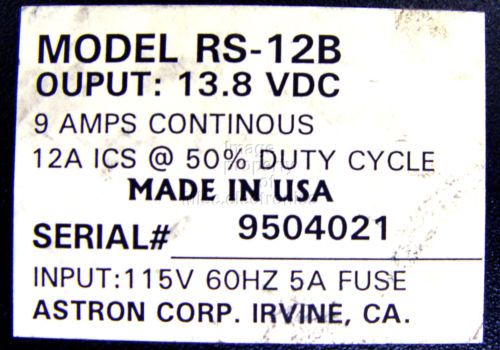 MODEL RS-12B
OUPUT: 13.8 VDC
9 AMPS CONTINOUS
12A ICS @ 50% DUTY CYCLE
MADE IN USA
SERIAL# 9504021
INPUT:115V 60HZ 5A FUSE
ASTRON CORP. IRVINE, CA.